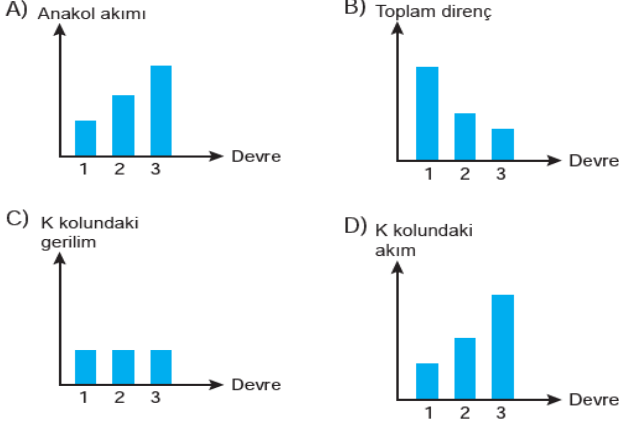 A) Anakol akımı
Devre
1 2 3
B) Toplam direnç
Devre
1 2 3
C) K kolundaki
gerilim
Devre
1 2 3
D) K kolundaki
akım
Devre
1 2 3